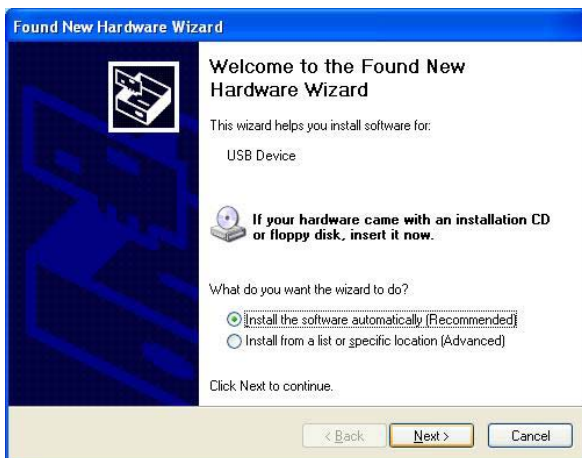 Found New Hardware Wizard
Welcome to the Found New
Hardware Wizard
This wizard helps you install software for:
USB Device
If your hardware came with an installation CD
or floppy disk, insert it now.
What do you want the wizard to do?
Install the software automatically (Recommended)
Install from a list or specific location (Advanced)
Click Next to continue.
< Back Next > Cancel